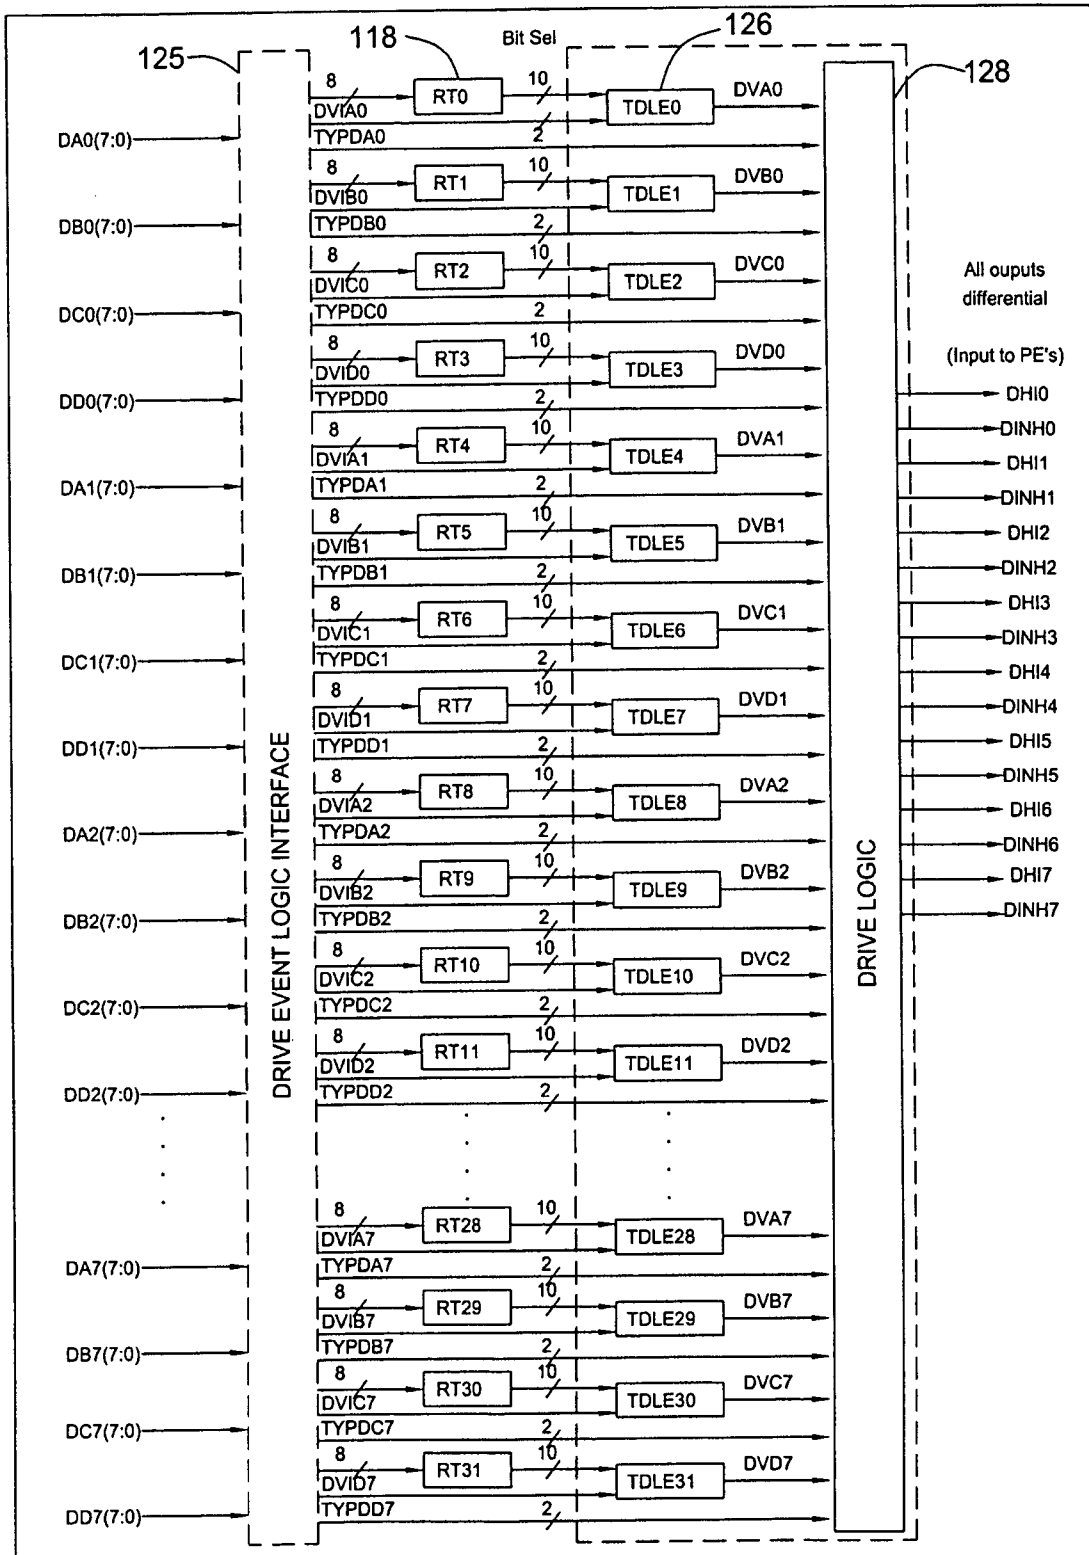 125
118
Bit Sel
126
128
DA0(7:0)
8
RT0
10
DVIA0
TDLE0
DVA0
TYPDA0
2
DB0(7:0)
8
RT1
10
DVIB0
TDLE1
DVB0
TYPDB0
2
DC0(7:0)
8
RT2
10
DVIC0
TDLE2
DVC0
TYPDC0
2
DD0(7:0)
8
RT3
10
DVID0
TDLE3
DVD0
TYPDD0
2
DA1(7:0)
8
RT4
10
DVIA1
TDLE4
DVA1
TYPDA1
2
DB1(7:0)
8
RT5
10
DVIB1
TDLE5
DVB1
TYPDB1
2
DC1(7:0)
8
RT6
10
DVIC1
TDLE6
DVC1
TYPDC1
2
DD1(7:0)
8
RT7
10
DVID1
TDLE7
DVD1
TYPDD1
2
DA2(7:0)
8
RT8
10
DVIA2
TDLE8
DVA2
TYPDA2
2
DB2(7:0)
8
RT9
10
DVIB2
TDLE9
DVB2
TYPDB2
2
DC2(7:0)
8
RT10
10
DVIC2
TDLE10
DVC2
TYPDC2
2
DD2(7:0)
8
RT11
10
DVID2
TDLE11
DVD2
TYPDD2
2
DA7(7:0)
8
RT28
10
DVIA7
TDLE28
DVA7
TYPDA7
2
DB7(7:0)
8
RT29
10
DVIB7
TDLE29
DVB7
TYPDB7
2
DC7(7:0)
8
RT30
10
DVIC7
TDLE30
DVC7
TYPDC7
2
DD7(7:0)
8
RT31
10
DVID7
TDLE31
DVD7
TYPDD7
2
DRIVE EVENT LOGIC INTERFACE
DRIVE LOGIC
All ouputs
differential
(Input to PE's)
DHI0
DINH0
DHI1
DINH1
DHI2
DINH2
DHI3
DINH3
DHI4
DINH4
DHI5
DINH5
DHI6
DINH6
DHI7
DINH7